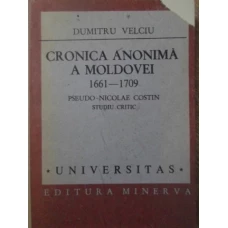 DUMITRU VELCIU
CRONICA ANONIMĂ
A MOLDOVEI
1661—1709
PSEUDO-NICOLAE COSTIN
STUDIU CRITIC
• UNIVERSITAS •
EDITURA MINERVA